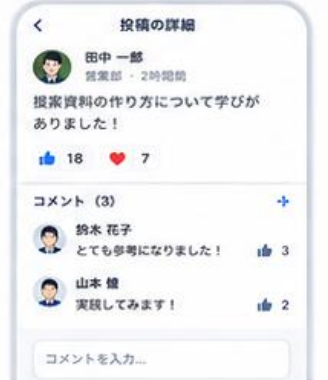 投稿の詳細
田中 一郎
営業部 · 2時間前
提案資料の作り方について学びが
ありました！
18 7
コメント（3）
鈴木 花子
とても参考になりました！ 3
山本 健
実践してみます！ 2
コメントを入力...